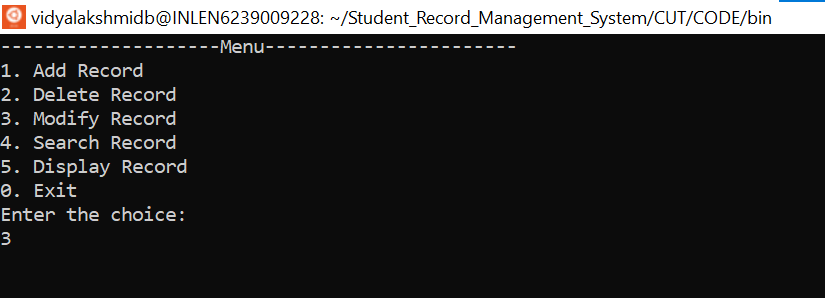 vidyalakshmidb@INLEN6239009228: ~/Student_Record_Management_System/CUT/CODE/bin
--------------------Menu-----------------------
1. Add Record
2. Delete Record
3. Modify Record
4. Search Record
5. Display Record
0. Exit
Enter the choice:
3